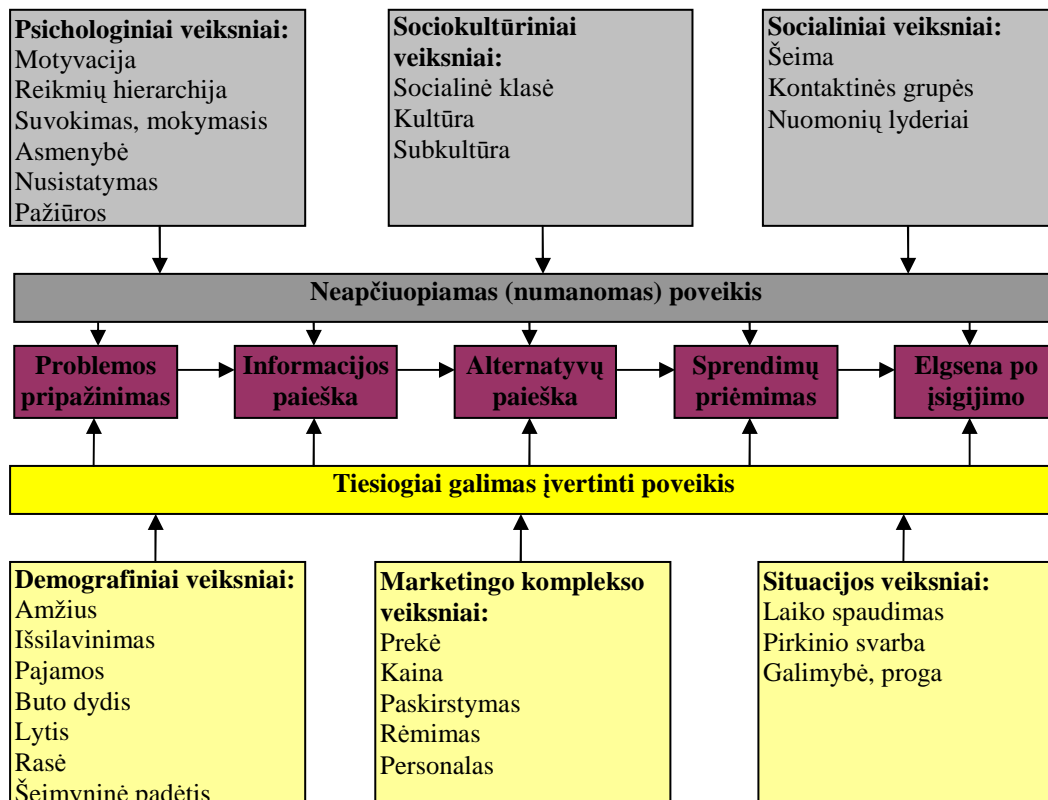 Psichologiniai veiksniai:
Motyvacija
Reikmių hierarchija
Suvokimas, mokymasis
Asmenybė
Nusistatymas
Pažiūros
Sociokultūriniai
veiksniai:
Socialinė klasė
Kultūra
Subkultūra
Socialiniai veiksniai:
Šeima
Kontaktinės grupės
Nuomonių lyderiai
Neapčiuopiamas (numanomas) poveikis
Problemos
pripažinimas
Informacijos
paieška
Alternatyvų
paieška
Sprendimų
priėmimas
Elgsena po
įsigijimo
Tiesiogiai galimas įvertinti poveikis
Demografiniai veiksniai:
Amžius
Išsilavinimas
Pajamos
Buto dydis
Lytis
Rasė
Šeimyninė padėtis
Marketingo komplekso
veiksniai:
Prekė
Kaina
Paskirstymas
Rėmimas
Personalas
Situacijos veiksniai:
Laiko spaudimas
Pirkinio svarba
Galimybė, proga